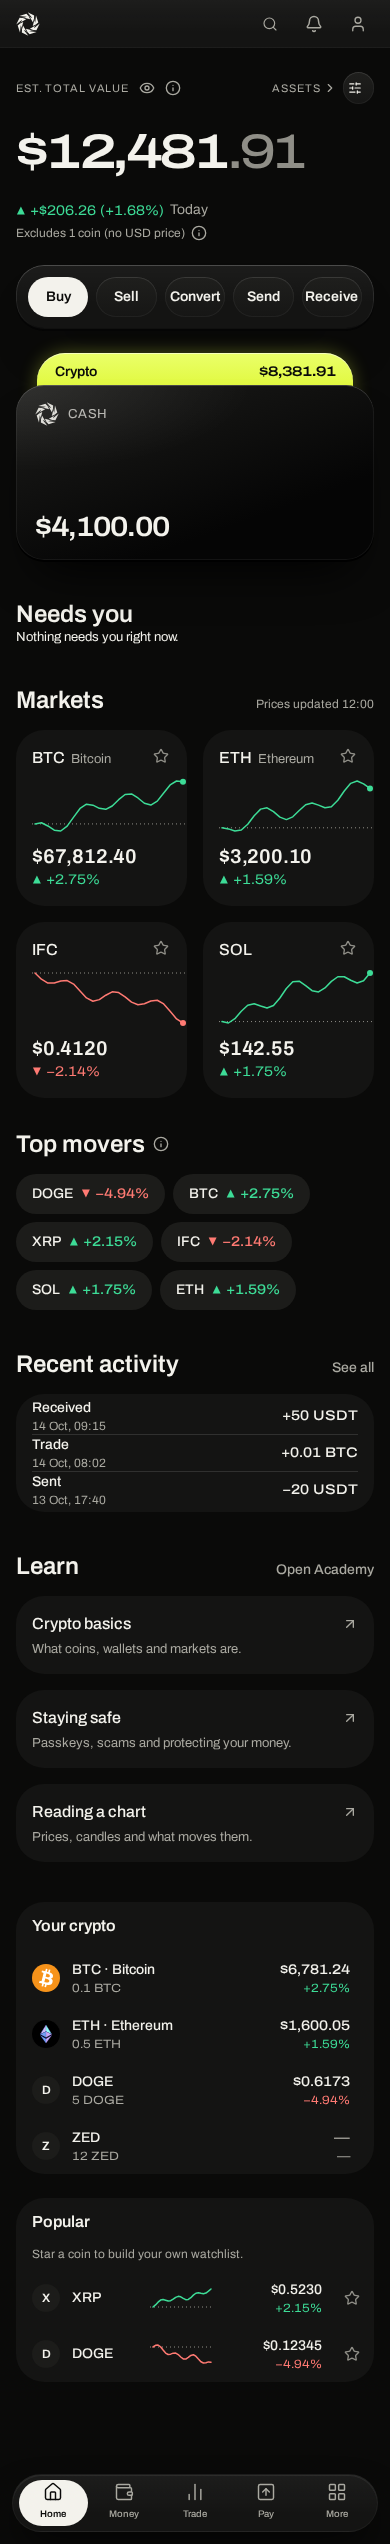 EST. TOTAL VALUE
ASSETS
$12,481.91
▲ +$206.26 (+1.68%) Today
Excludes 1 coin (no USD price)
Buy Sell Convert Send Receive
Crypto $8,381.91
CASH
$4,100.00
Needs you
Nothing needs you right now.
Markets Prices updated 12:00
BTC Bitcoin
$67,812.40
▲ +2.75%
ETH Ethereum
$3,200.10
▲ +1.59%
IFC
$0.4120
▼ −2.14%
SOL
$142.55
▲ +1.75%
Top movers
DOGE ▼ −4.94% BTC ▲ +2.75%
XRP ▲ +2.15% IFC ▼ −2.14%
SOL ▲ +1.75% ETH ▲ +1.59%
Recent activity See all
Received
14 Oct, 09:15
+50 USDT
Trade
14 Oct, 08:02
+0.01 BTC
Sent
13 Oct, 17:40
−20 USDT
Learn Open Academy
Crypto basics
What coins, wallets and markets are.
Staying safe
Passkeys, scams and protecting your money.
Reading a chart
Prices, candles and what moves them.
Your crypto
BTC · Bitcoin $6,781.24
0.1 BTC +2.75%
ETH · Ethereum $1,600.05
0.5 ETH +1.59%
D
DOGE $0.6173
5 DOGE −4.94%
Z
ZED —
12 ZED —
Popular
Star a coin to build your own watchlist.
X XRP $0.5230
+2.15%
D DOGE $0.12345
−4.94%
Home Money Trade Pay More